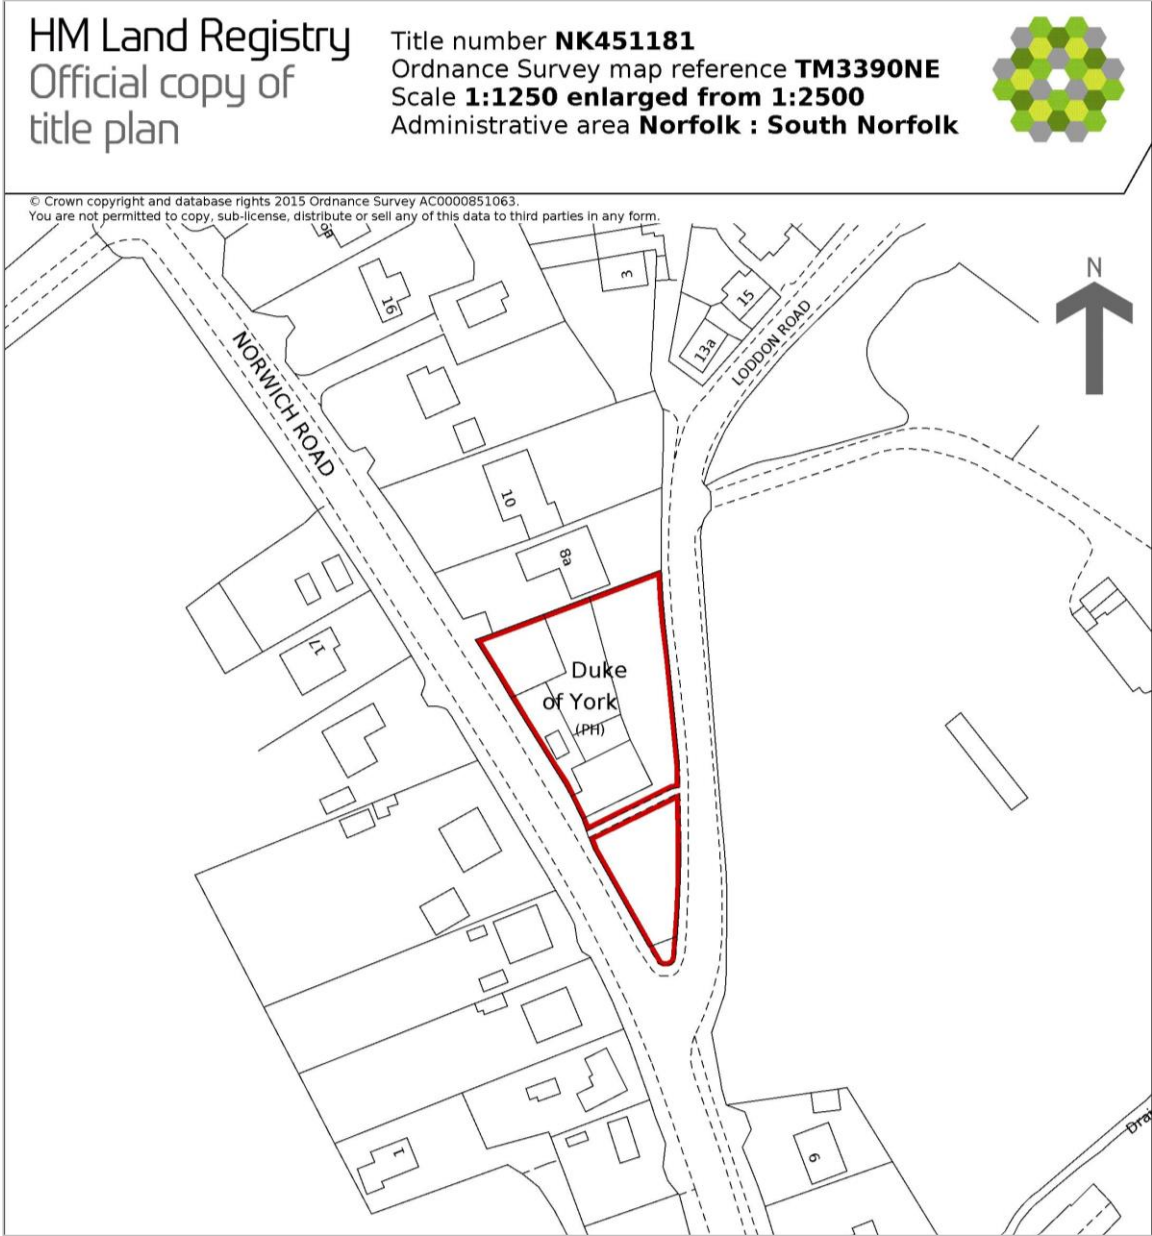 HM Land Registry
Official copy of
title plan
Title number NK451181
Ordnance Survey map reference TM3390NE
Scale 1:1250 enlarged from 1:2500
Administrative area Norfolk : South Norfolk
© Crown copyright and database rights 2015 Ordnance Survey AC0000851063.
You are not permitted to copy, sub-license, distribute or sell any of this data to third parties in any form.
N
3
16
15
13a
LODDON ROAD
NORWICH ROAD
10
8a
17
Duke
of York
(PH)
1
6